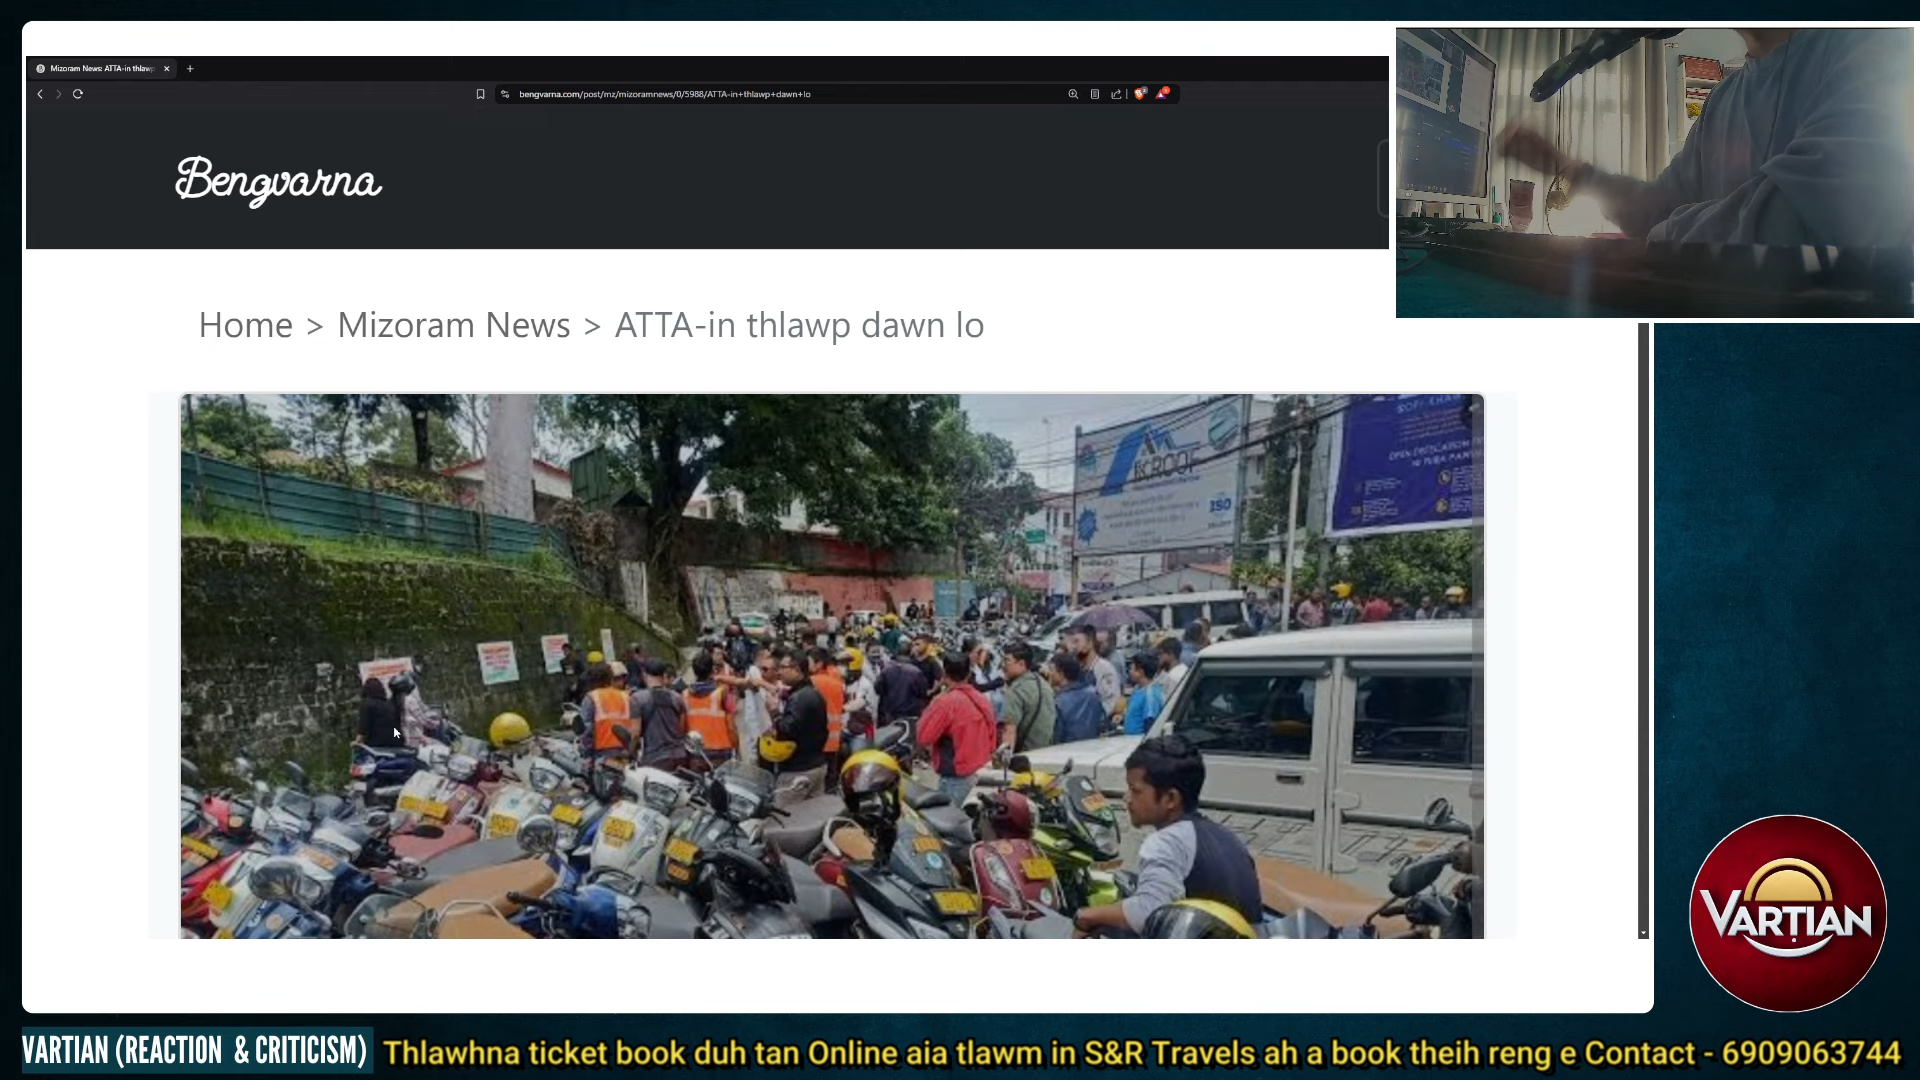 Mizoram News: ATTA-in thlawp
bengvarna.com/post/mz/mizoramnews/0/5988/ATTA-in+thlawp+dawn+lo
Bengvarna
Home > Mizoram News > ATTA-in thlawp dawn lo
ISO
VARTIAN
VARTIAN (REACTION & CRITICISM)
Thlawhna ticket book duh tan Online aia tlawm in S&R Travels ah a book theih reng e Contact - 6909063744